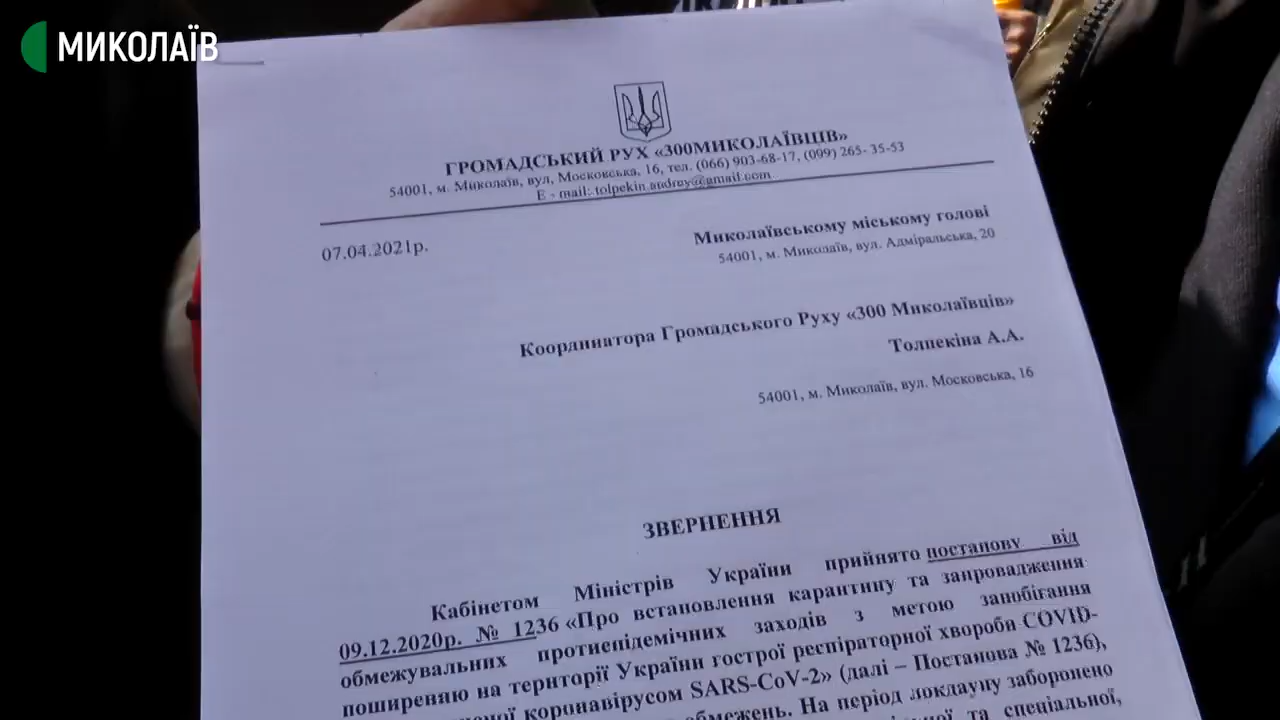 МИКОЛАЇВ
ГРОМАДСЬКИЙ РУХ «300МИКОЛАЇВЦІВ»
54001, м. Миколаїв, вул, Московська, 16, тел. (066) 903-68-17, (099) 265- 35-53
E - mail: tolpekin.andrey@gmail.com
07.04.2021р.
Миколаївському міському голові
54001, м. Миколаїв, вул. Адміральська, 20
Координатора Громадського Руху «300 Миколаївців»
Толпекіна А.А.
54001, м. Миколаїв, вул. Московська, 16
ЗВЕРНЕННЯ
Кабінетом Міністрів України прийнято постанову від
09.12.2020р. № 1236 «Про встановлення карантину та запровадження
обмежувальних протиепідемічних заходів з метою запобігання
поширенню на території України гострої респіраторної хвороби COVID-
коронавірусом SARS-CoV-2» (далі – Постанова № 1236),
обмежень. На період локдауну заборонено
та спеціальної,